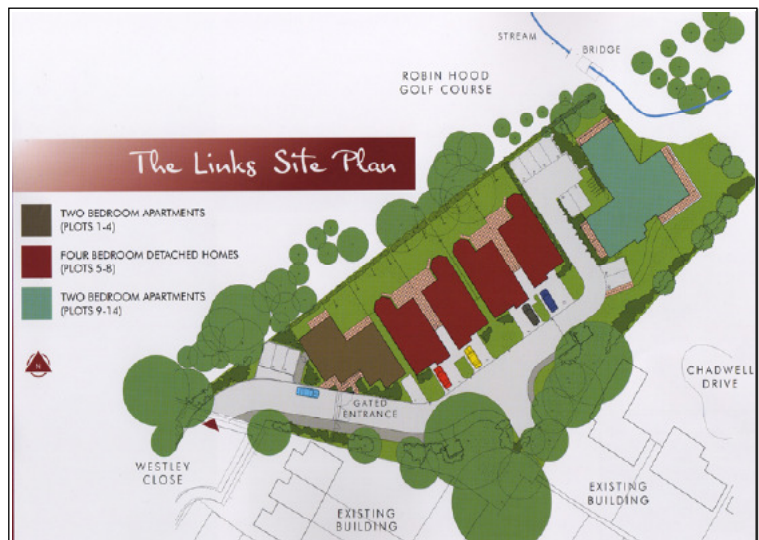 STREAM
BRIDGE
ROBIN HOOD
GOLF COURSE
The Links Site Plan
TWO BEDROOM APARTMENTS
(PLOTS 1-4)
FOUR BEDROOM DETACHED HOMES
(PLOTS 5-8)
TWO BEDROOM APARTMENTS
(PLOTS 9-14)
N
CHADWELL
DRIVE
GATED
ENTRANCE
WESTLEY
CLOSE
EXISTING
BUILDING
EXISTING
BUILDING